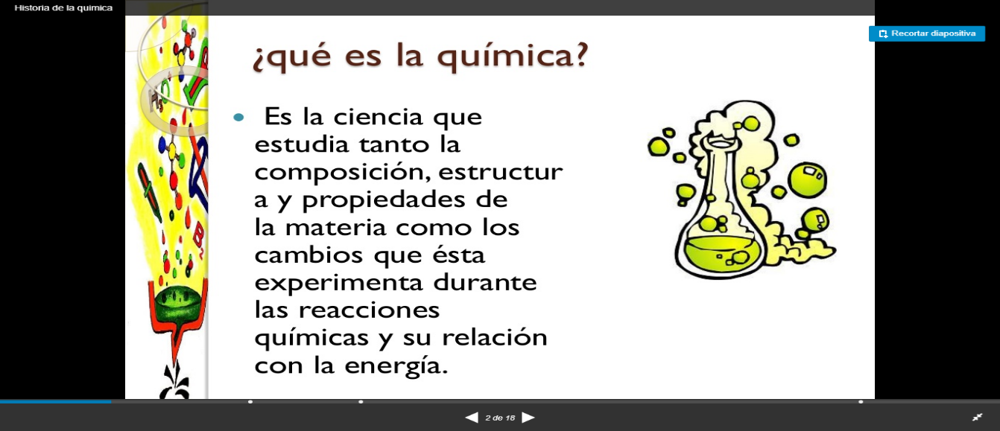 Historia de la quimica
Recortar diapositiva
¿qué es la química?
• Es la ciencia que
estudia tanto la
composición, estructur
a y propiedades de
la materia como los
cambios que ésta
experimenta durante
las reacciones
químicas y su relación
con la energía.
2 de 18